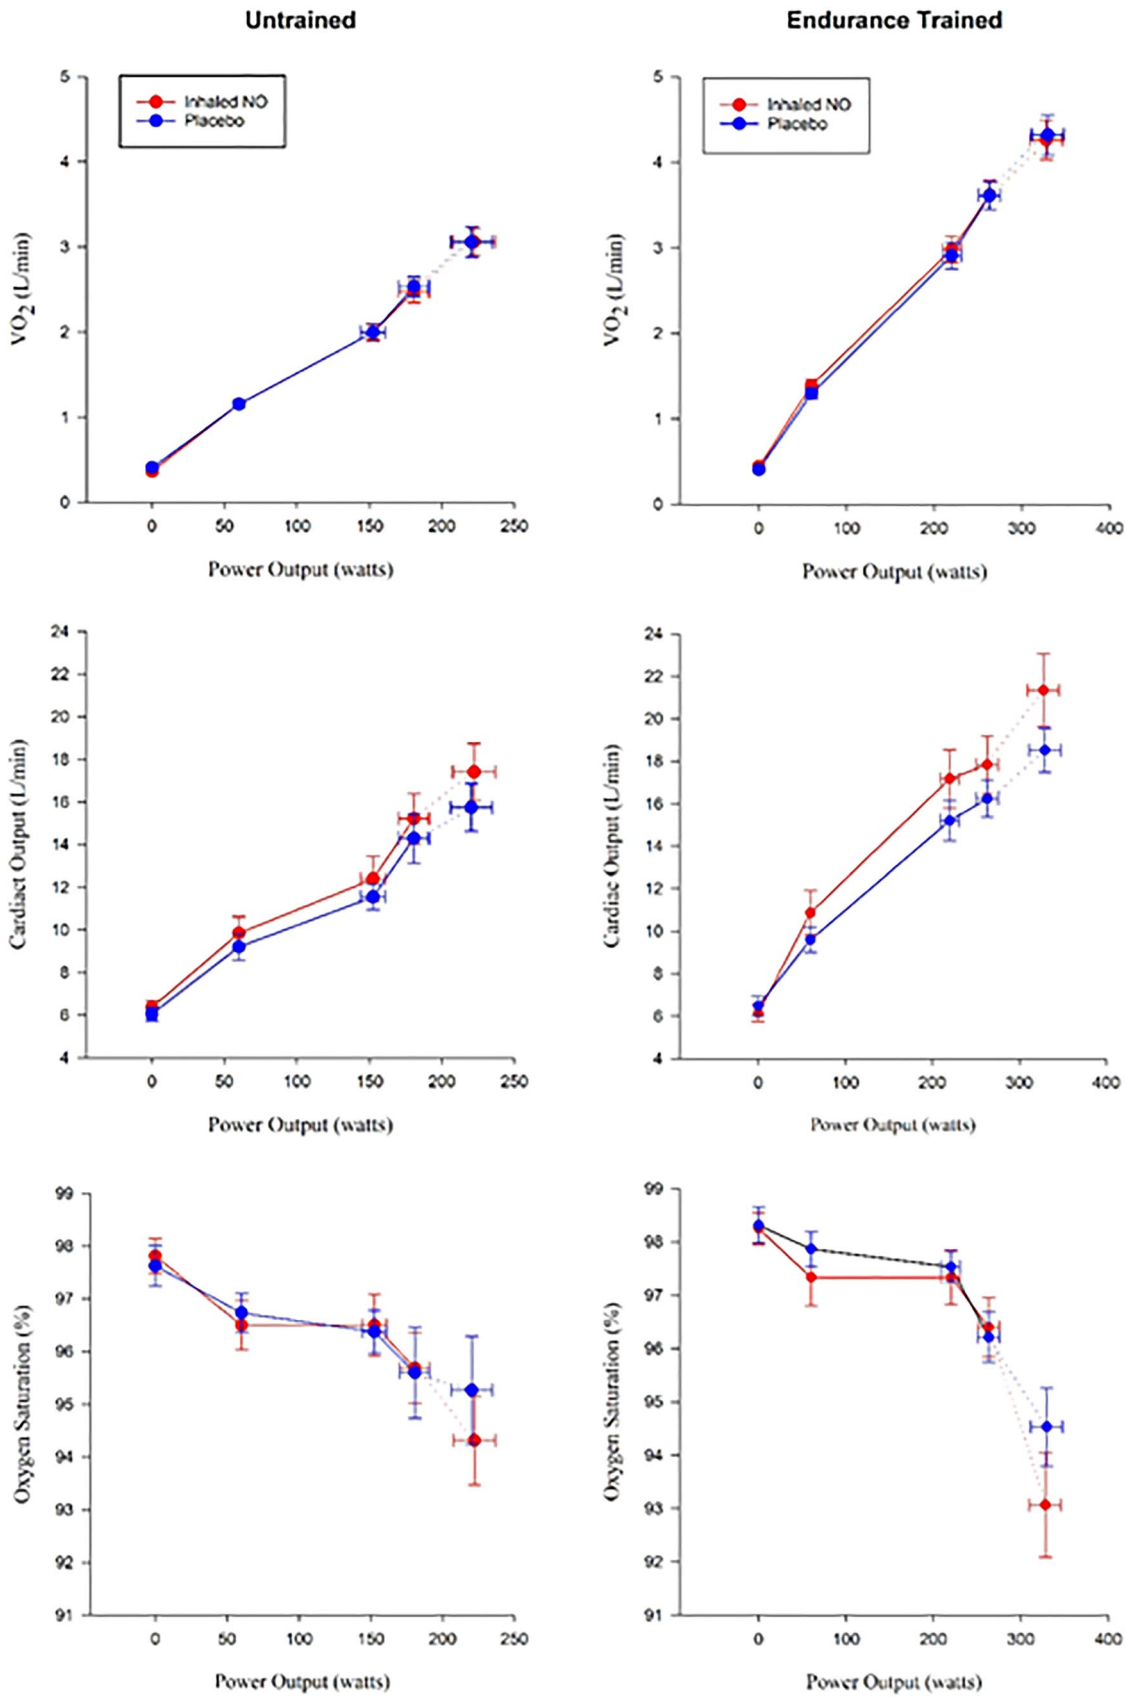 Untrained
Endurance Trained
5
4
3
2
1
0
VO2 (L/min)
Inhaled NO
Placebo
0 50 100 150 200 250
Power Output (watts)
5
4
3
2
1
0
VO2 (L/min)
Inhaled NO
Placebo
0 100 200 300 400
Power Output (watts)
24
22
20
18
16
14
12
10
8
6
4
Cardiact Output (L/min)
0 50 100 150 200 250
Power Output (watts)
24
22
20
18
16
14
12
10
8
6
4
Cardiac Output (L/min)
0 100 200 300 400
Power Output (watts)
99
98
97
96
95
94
93
92
91
Oxygen Saturation (%)
0 50 100 150 200 250
Power Output (watts)
99
98
97
96
95
94
93
92
91
Oxygen Saturation (%)
0 100 200 300 400
Power Output (watts)